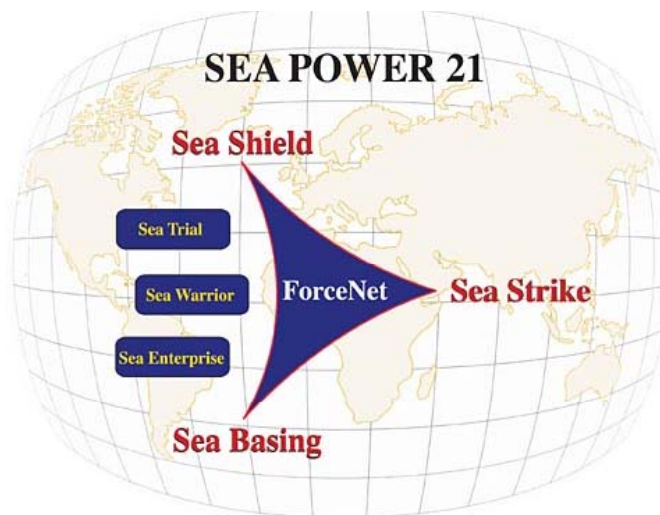 SEA POWER 21
Sea Shield
Sea Trial
Sea Warrior
ForceNet
Sea Strike
Sea Enterprise
Sea Basing